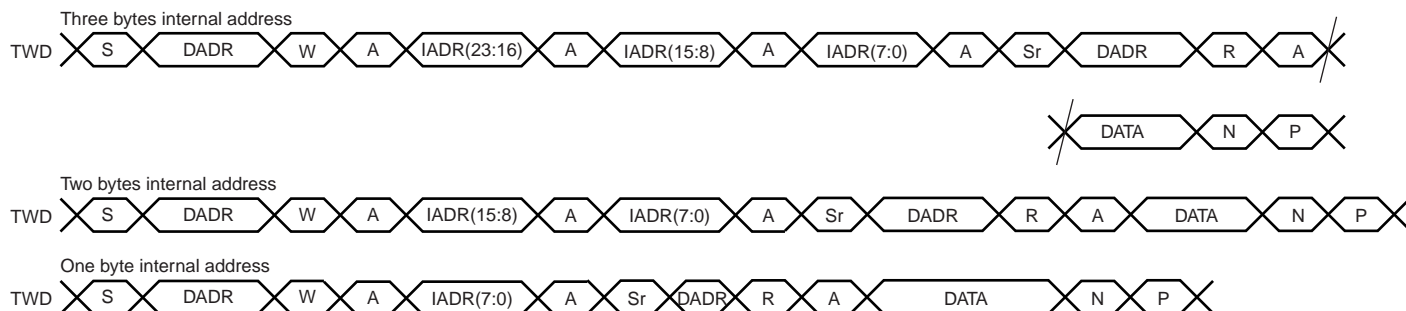 Three bytes internal address
TWD S DADR W A IADR(23:16) A IADR(15:8) A IADR(7:0) A Sr DADR R A
DATA N P
Two bytes internal address
TWD S DADR W A IADR(15:8) A IADR(7:0) A Sr DADR R A DATA N P
One byte internal address
TWD S DADR W A IADR(7:0) A Sr DADR R A DATA N P